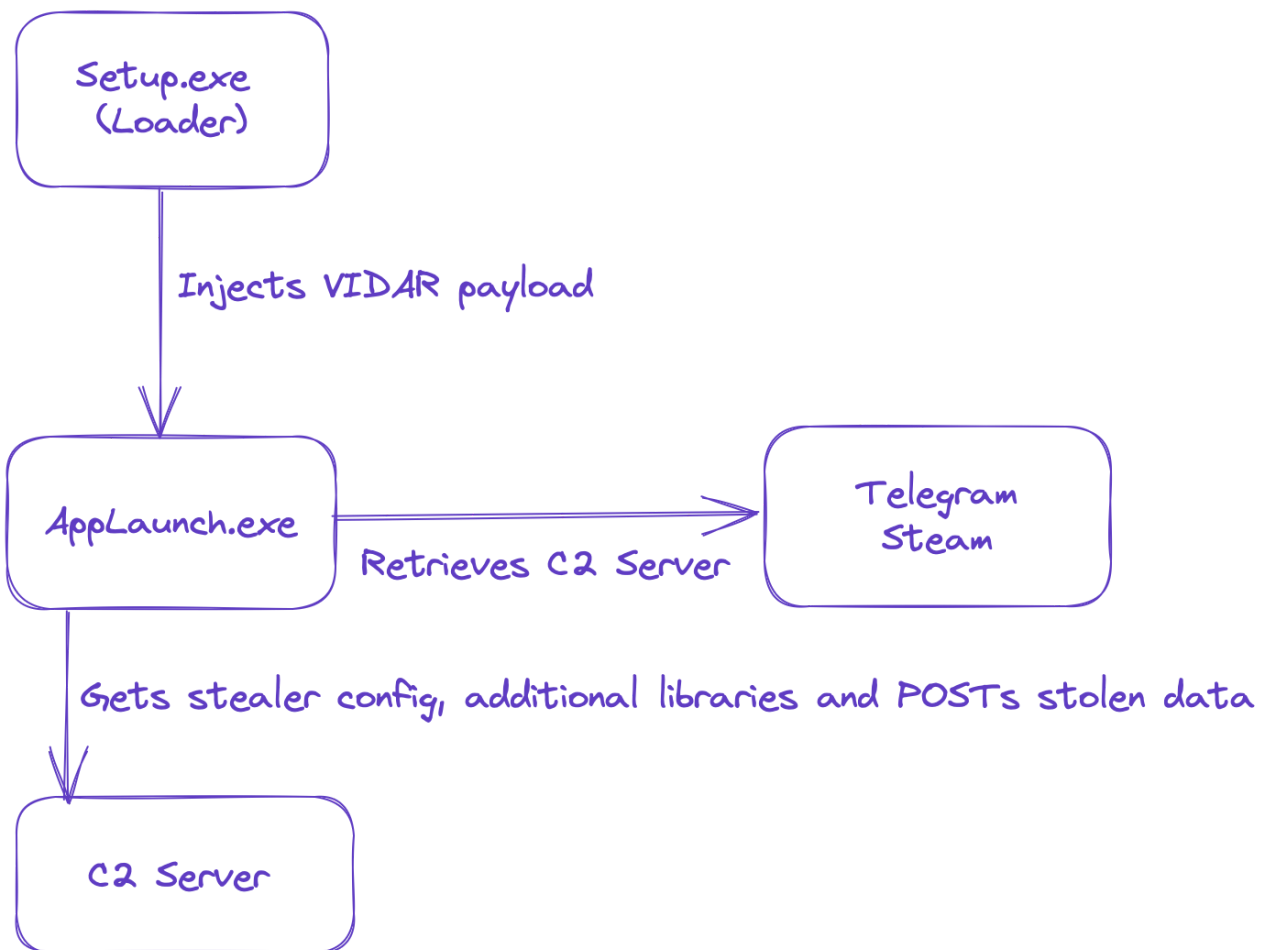 Setup.exe
(Loader)
Injects VIDAR payload
AppLaunch.exe
Telegram
Steam
Retrieves C2 Server
Gets stealer config, additional libraries and POSTs stolen data
C2 Server